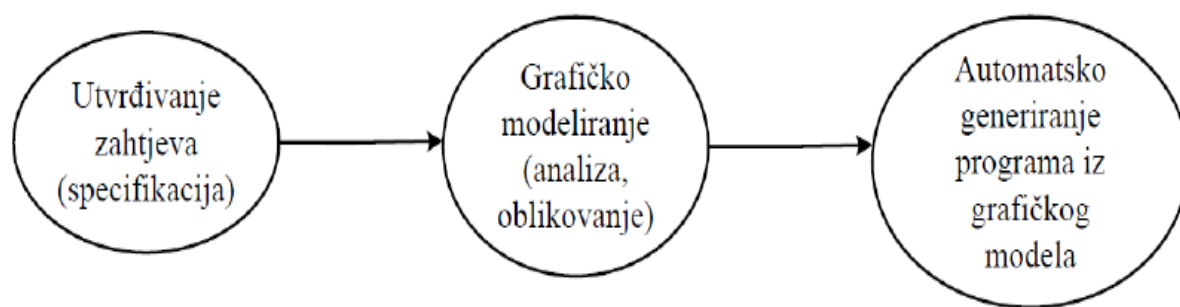 Utvrđivanje
zahtjeva
(specifikacija)
Grafičko
modeliranje
(analiza,
oblikovanje)
Automatsko
generiranje
programa iz
grafičkog
modela